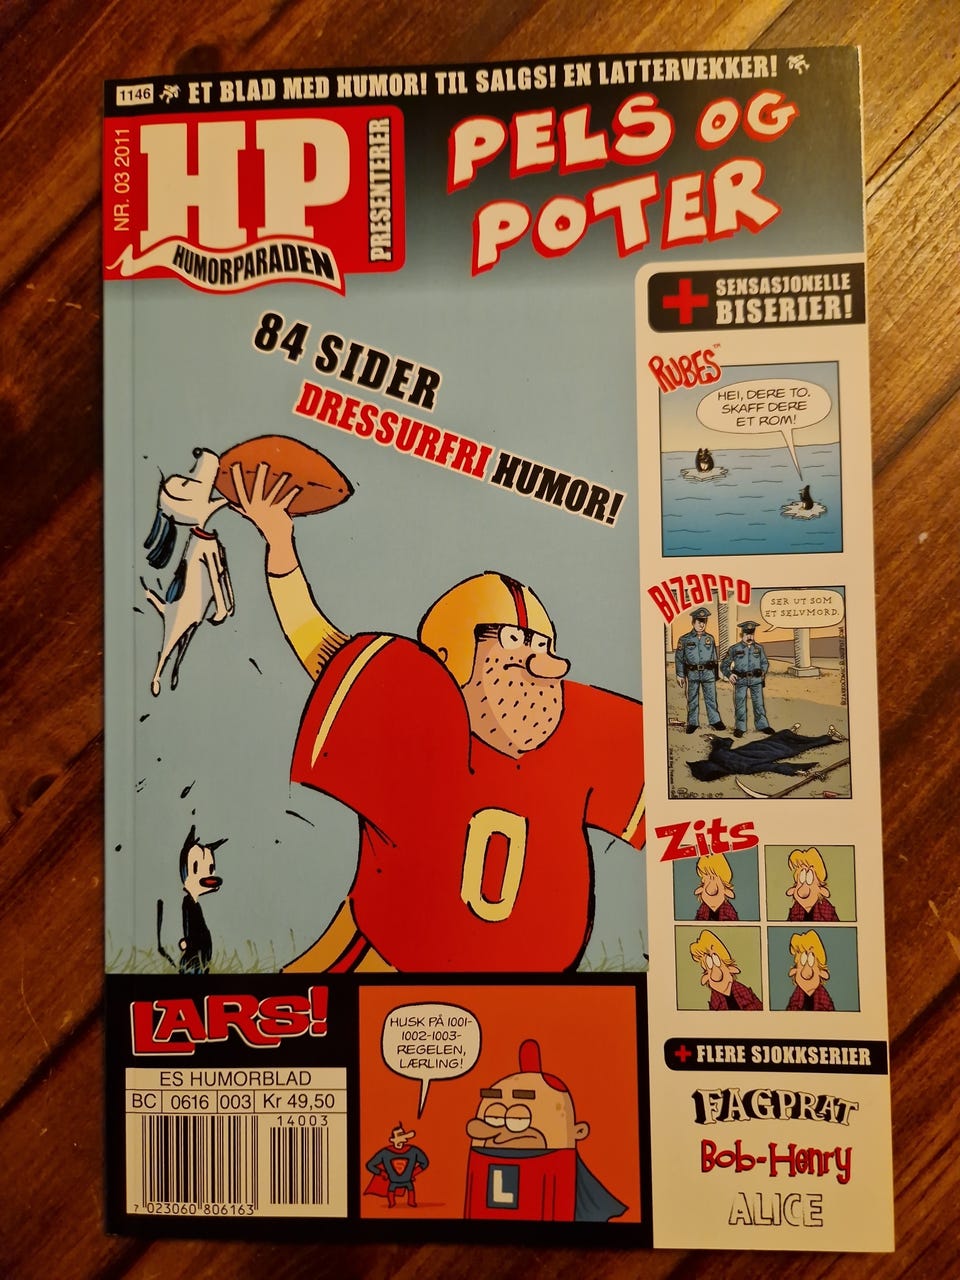 1146 ET BLAD MED HUMOR! TIL SALGS! EN LATTERVEKKER!
NR. 03 2011
HP
HUMORPARADEN
PRESENTERER
PELS OG
POTER
84 SIDER
DRESSURFRI HUMOR!
+ SENSASJONELLE
BISERIER!
RUBES™
HEI, DERE TO.
SKAFF DERE
ET ROM!
BIZARRO
SER UT SOM
ET SELVMORD.
Zits
0
LARS!
ES HUMORBLAD
BC 0616 003 Kr 49,50
14003
7 023060 806163
HUSK PÅ 1001-
1002-1003-
REGELEN,
LÆRLING!
S
L
+ FLERE SJOKKSERIER
FAGPRAT
Bob-Henry
ALICE